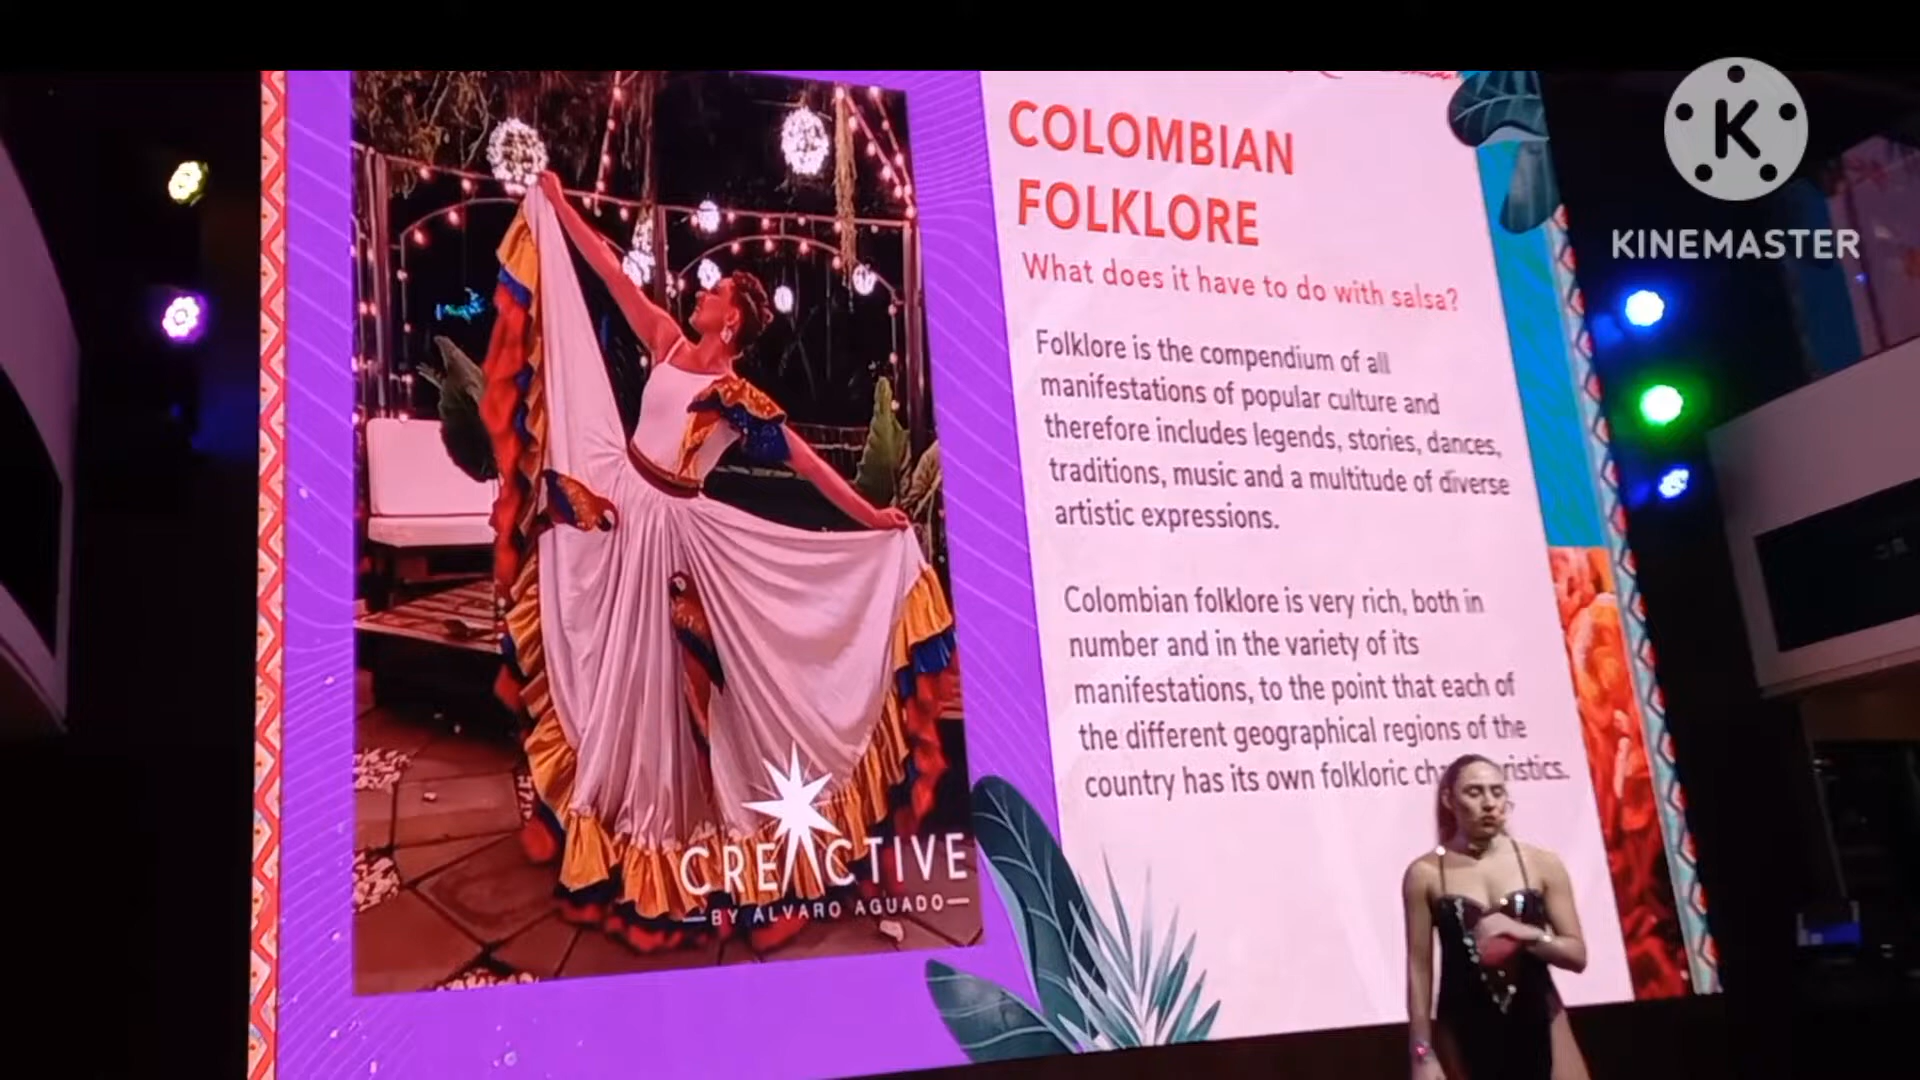 COLOMBIAN
FOLKLORE
What does it have to do with salsa?
Folklore is the compendium of all
manifestations of popular culture and
therefore includes legends, stories, dances,
traditions, music and a multitude of diverse
artistic expressions.
Colombian folklore is very rich, both in
number and in the variety of its
manifestations, to the point that each of
the different geographical regions of the
country has its own folkloric
CREACTIVE
BY ALVARO AGUADO
K
KINEMASTER